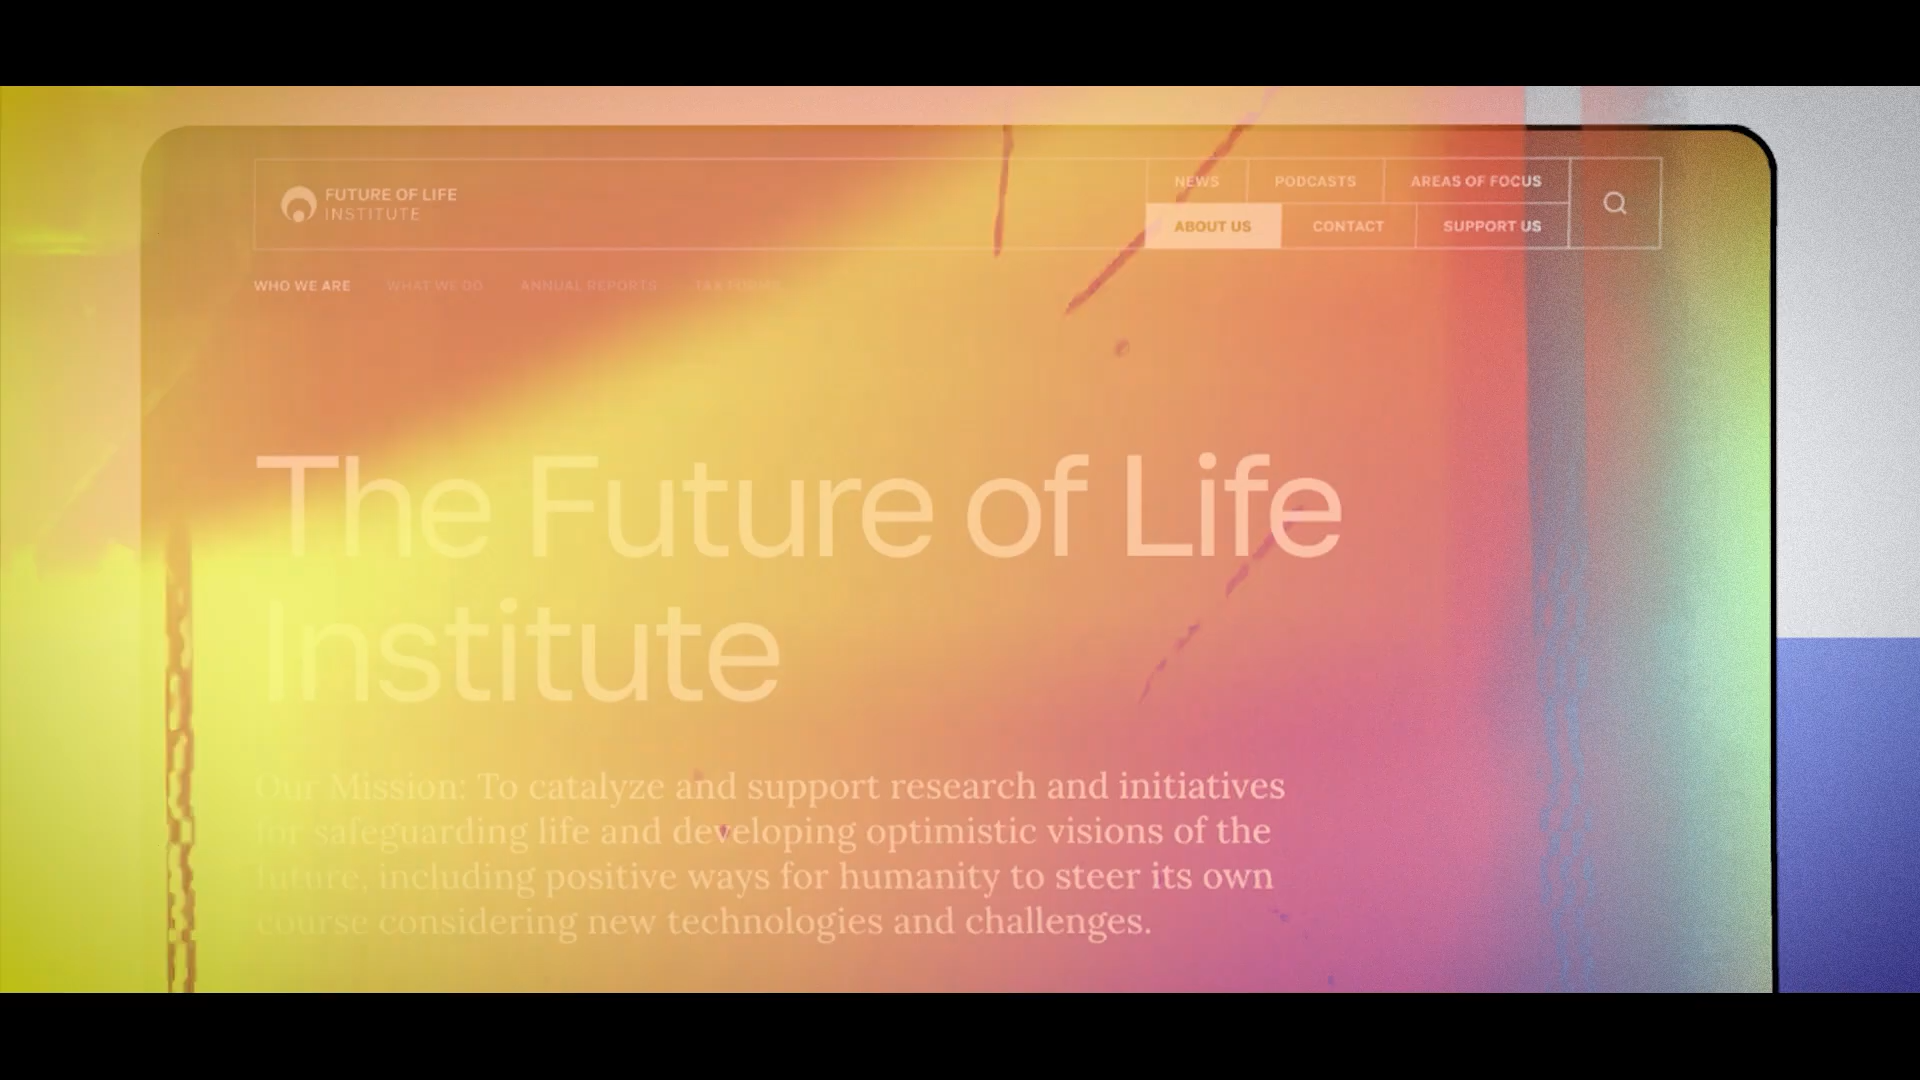 FUTURE OF LIFE
INSTITUTE
NEWS PODCASTS AREAS OF FOCUS
ABOUT US CONTACT SUPPORT US
WHO WE ARE WHAT WE DO ANNUAL REPORTS TAX FORMS
The Future of Life
Institute
Our Mission: To catalyze and support research and initiatives
for safeguarding life and developing optimistic visions of the
future, including positive ways for humanity to steer its own
course considering new technologies and challenges.